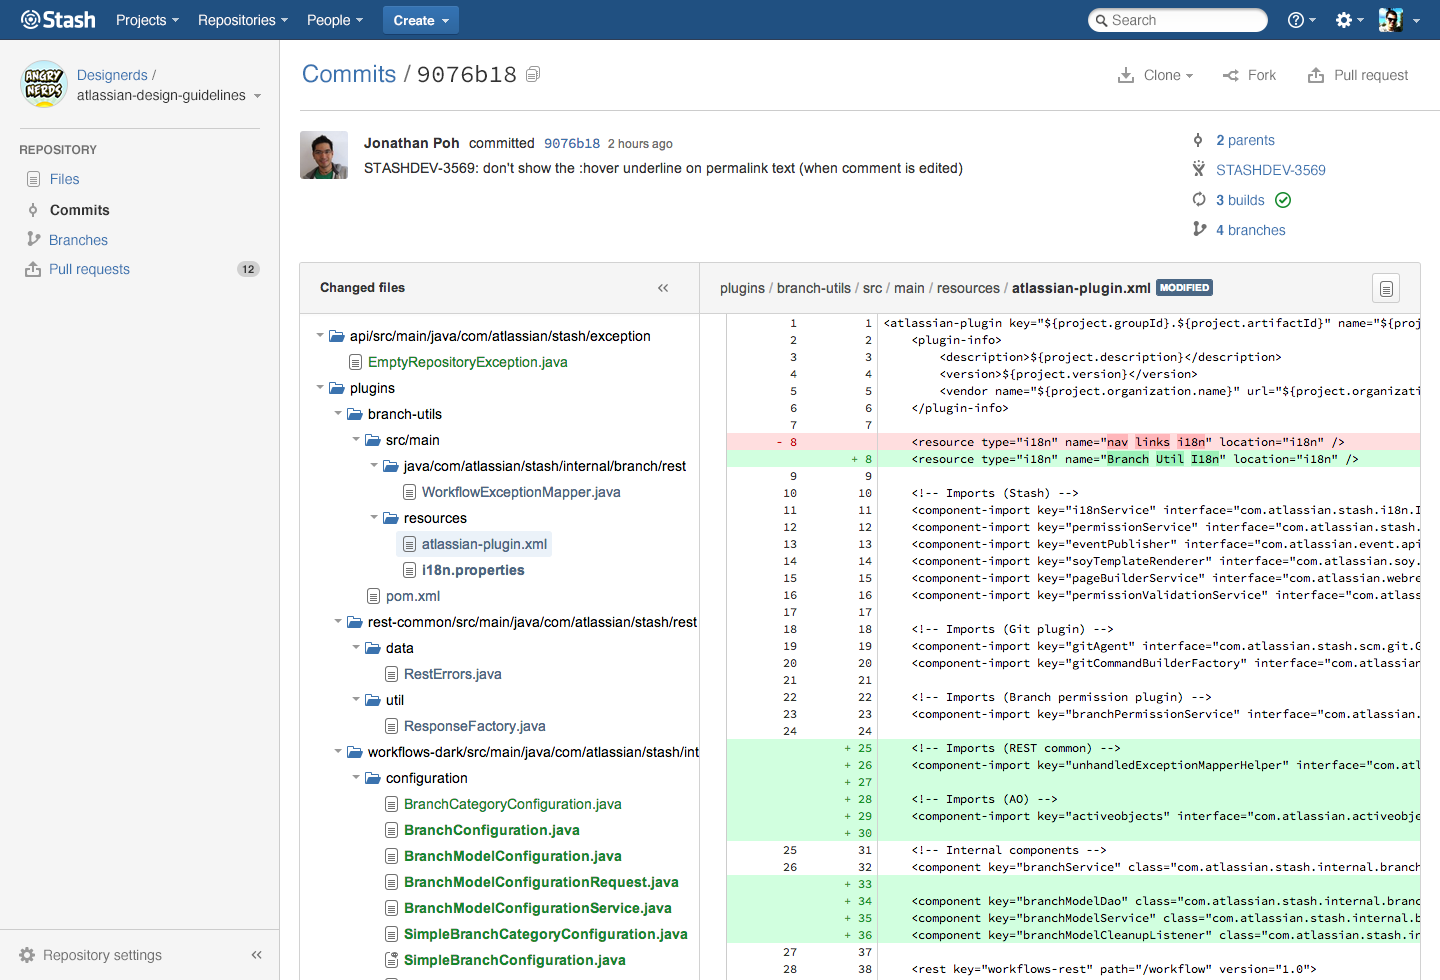 Stash Projects Repositories People Create Search
ANGRY NERDS
Designerds /
atlassian-design-guidelines
Commits / 9076b18
Clone Fork Pull request
REPOSITORY
Files
Commits
Branches
Pull requests 12
Repository settings
Jonathan Poh committed 9076b18 2 hours ago
STASHDEV-3569: don't show the :hover underline on permalink text (when comment is edited)
2 parents
STASHDEV-3569
3 builds
4 branches
Changed files
api/src/main/java/com/atlassian/stash/exception
EmptyRepositoryException.java
plugins
branch-utils
src/main
java/com/atlassian/stash/internal/branch/rest
WorkflowExceptionMapper.java
resources
atlassian-plugin.xml
i18n.properties
pom.xml
rest-common/src/main/java/com/atlassian/stash/rest
data
RestErrors.java
util
ResponseFactory.java
workflows-dark/src/main/java/com/atlassian/stash/int
configuration
BranchCategoryConfiguration.java
BranchConfiguration.java
BranchModelConfiguration.java
BranchModelConfigurationRequest.java
BranchModelConfigurationService.java
SimpleBranchCategoryConfiguration.java
SimpleBranchConfiguration.java
plugins / branch-utils / src / main / resources / atlassian-plugin.xml MODIFIED
1 1 <atlassian-plugin key="${project.groupId}.${project.artifactId}" name="${proj
2 2 <plugin-info>
3 3 <description>${project.description}</description>
4 4 <version>${project.version}</version>
5 5 <vendor name="${project.organization.name}" url="${project.organizati
6 6 </plugin-info>
7 7
- 8 <resource type="i18n" name="nav links i18n" location="i18n" />
+ 8 <resource type="i18n" name="Branch Util I18n" location="i18n" />
9 9
10 10 <!-- Imports (Stash) -->
11 11 <component-import key="i18nService" interface="com.atlassian.stash.i18n.I
12 12 <component-import key="permissionService" interface="com.atlassian.stash.
13 13 <component-import key="eventPublisher" interface="com.atlassian.event.api
14 14 <component-import key="soyTemplateRenderer" interface="com.atlassian.soy.
15 15 <component-import key="pageBuilderService" interface="com.atlassian.webre
16 16 <component-import key="permissionValidationService" interface="com.atlass
17 17
18 18 <!-- Imports (Git plugin) -->
19 19 <component-import key="gitAgent" interface="com.atlassian.stash.scm.git.G
20 20 <component-import key="gitCommandBuilderFactory" interface="com.atlassian
21 21
22 22 <!-- Imports (Branch permission plugin) -->
23 23 <component-import key="branchPermissionService" interface="com.atlassian.
24 24
+ 25 <!-- Imports (REST common) -->
+ 26 <component-import key="unhandledExceptionMapperHelper" interface="com.atl
+ 27
+ 28 <!-- Imports (AO) -->
+ 29 <component-import key="activeobjects" interface="com.atlassian.activeobje
+ 30
25 31 <!-- Internal components -->
26 32 <component key="branchService" class="com.atlassian.stash.internal.branch
+ 33
+ 34 <component key="branchModelDao" class="com.atlassian.stash.internal.branc
+ 35 <component key="branchModelService" class="com.atlassian.stash.internal.b
+ 36 <component key="branchModelCleanupListener" class="com.atlassian.stash.in
27 37
28 38 <rest key="workflows-rest" path="/workflow" version="1.0">